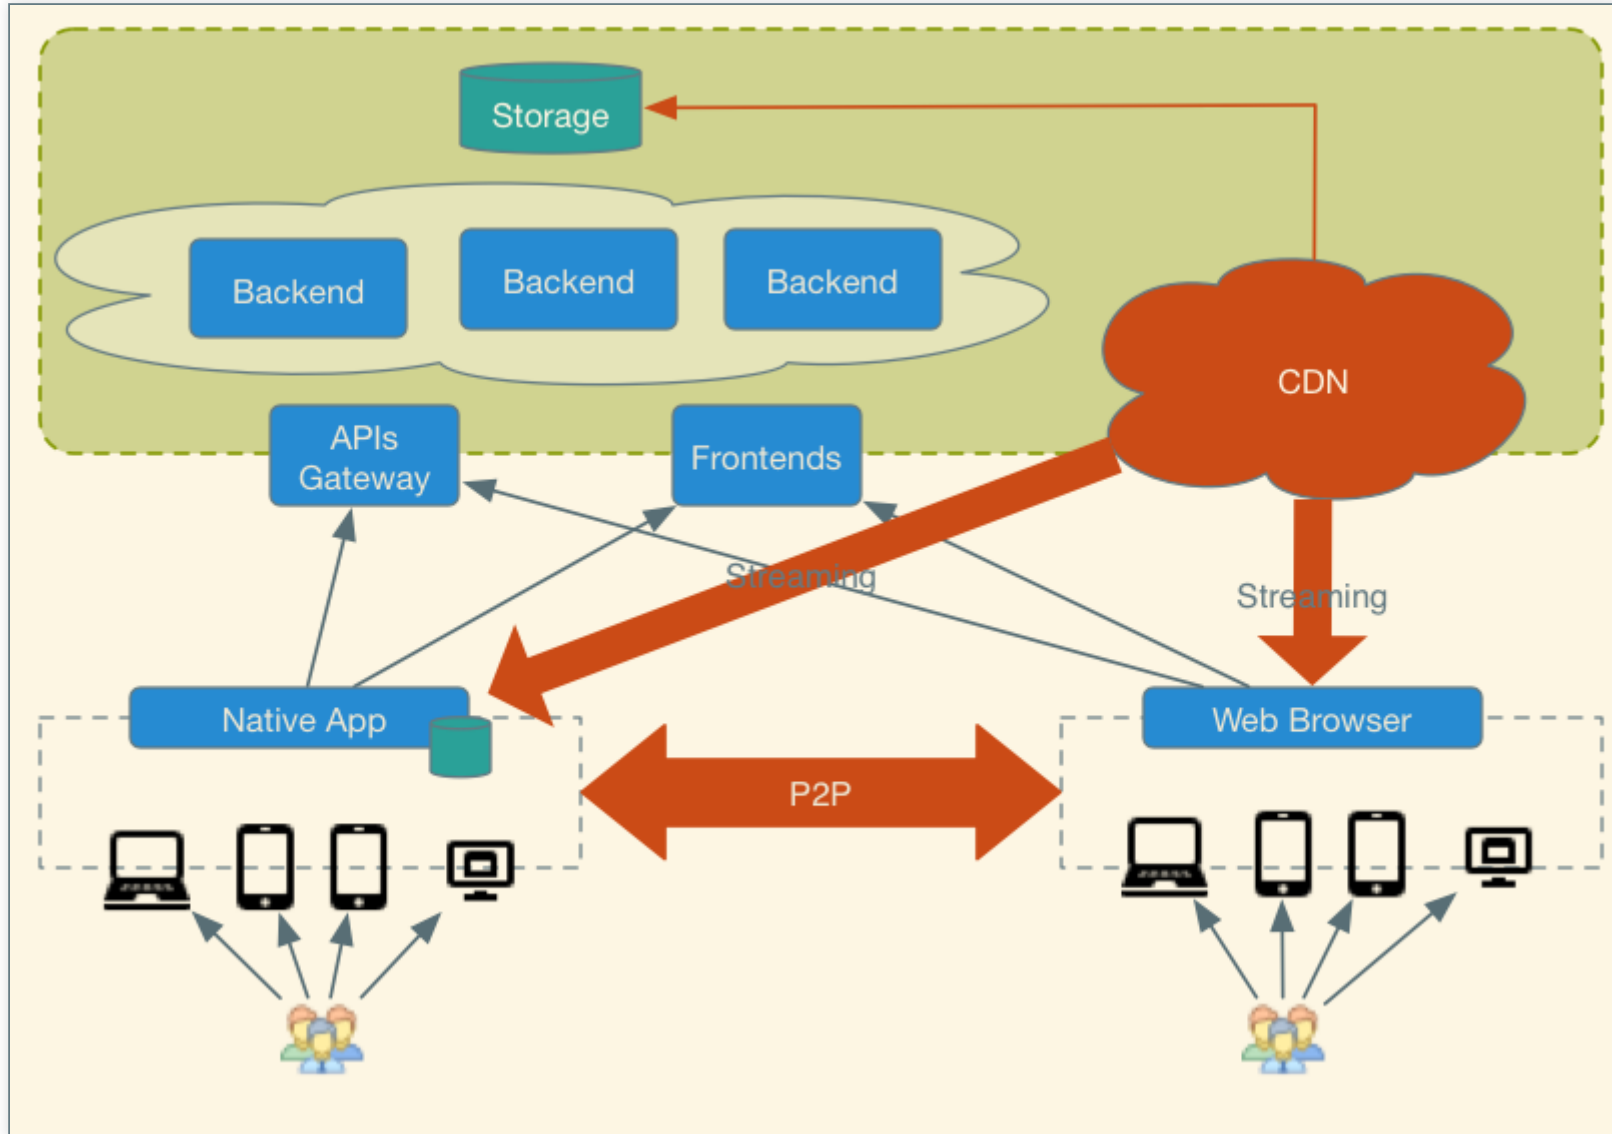 Storage
Backend
Backend
Backend
CDN
APIs
Gateway
Frontends
Streaming
Streaming
Native App
Web Browser
P2P